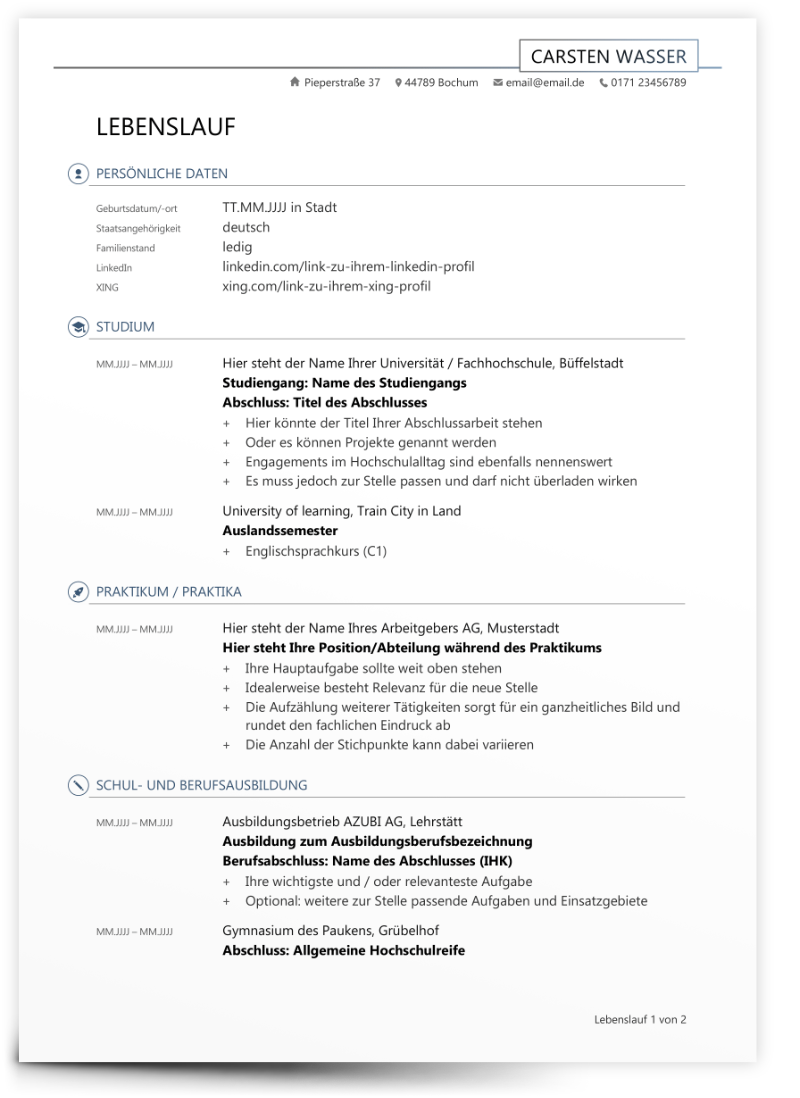 CARSTEN WASSER
Pieperstraße 37 44789 Bochum email@email.de 0171 23456789
LEBENSLAUF
PERSÖNLICHE DATEN
Geburtsdatum/-ort TT.MM.JJJJ in Stadt
Staatsangehörigkeit deutsch
Familienstand ledig
LinkedIn linkedin.com/link-zu-ihrem-linkedin-profil
XING xing.com/link-zu-ihrem-xing-profil
STUDIUM
MM.JJJJ – MM.JJJJ Hier steht der Name Ihrer Universität / Fachhochschule, Büffelstadt
Studiengang: Name des Studiengangs
Abschluss: Titel des Abschlusses
+ Hier könnte der Titel Ihrer Abschlussarbeit stehen
+ Oder es können Projekte genannt werden
+ Engagements im Hochschulalltag sind ebenfalls nennenswert
+ Es muss jedoch zur Stelle passen und darf nicht überladen wirken
MM.JJJJ – MM.JJJJ University of learning, Train City in Land
Auslandssemester
+ Englischsprachkurs (C1)
PRAKTIKUM / PRAKTIKA
MM.JJJJ – MM.JJJJ Hier steht der Name Ihres Arbeitgebers AG, Musterstadt
Hier steht Ihre Position/Abteilung während des Praktikums
+ Ihre Hauptaufgabe sollte weit oben stehen
+ Idealerweise besteht Relevanz für die neue Stelle
+ Die Aufzählung weiterer Tätigkeiten sorgt für ein ganzheitliches Bild und
rundet den fachlichen Eindruck ab
+ Die Anzahl der Stichpunkte kann dabei variieren
SCHUL- UND BERUFSAUSBILDUNG
MM.JJJJ – MM.JJJJ Ausbildungsbetrieb AZUBI AG, Lehrstätt
Ausbildung zum Ausbildungsberufsbezeichnung
Berufsabschluss: Name des Abschlusses (IHK)
+ Ihre wichtigste und / oder relevanteste Aufgabe
+ Optional: weitere zur Stelle passende Aufgaben und Einsatzgebiete
MM.JJJJ – MM.JJJJ Gymnasium des Paukens, Grübelhof
Abschluss: Allgemeine Hochschulreife
Lebenslauf 1 von 2